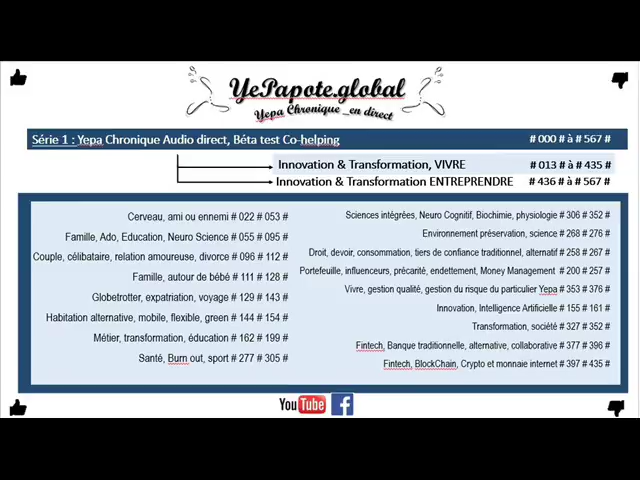 YePapote.global
Yepa Chronique _en direct
Série 1 : Yepa Chronique Audio direct, Béta test Co-helping # 000 # à # 567 #
Innovation & Transformation, VIVRE # 013 # à # 435 #
Innovation & Transformation ENTREPRENDRE # 436 # à # 567 #
Cerveau, ami ou ennemi # 022 # 053 #
Famille, Ado, Education, Neuro Science # 055 # 095 #
Couple, célibataire, relation amoureuse, divorce # 096 # 112 #
Famille, autour de bébé # 111 # 128 #
Globetrotter, expatriation, voyage # 129 # 143 #
Habitation alternative, mobile, flexible, green # 144 # 154 #
Métier, transformation, éducation # 162 # 199 #
Santé, Burn out, sport # 277 # 305 #
Sciences intégrées, Neuro Cognitif, Biochimie, physiologie # 306 # 352 #
Environnement préservation, science # 268 # 276 #
Droit, devoir, consommation, tiers de confiance traditionnel, alternatif # 258 # 267 #
Portefeuille, influenceurs, précarité, endettement, Money Management # 200 # 257 #
Vivre, gestion qualité, gestion du risque du particulier Yepa # 353 # 376 #
Innovation, Intelligence Artificielle # 155 # 161 #
Transformation, société # 327 # 352 #
Fintech, Banque traditionnelle, alternative, collaborative # 377 # 396 #
Fintech, BlockChain, Crypto et monnaie internet # 397 # 435 #
YouTube f